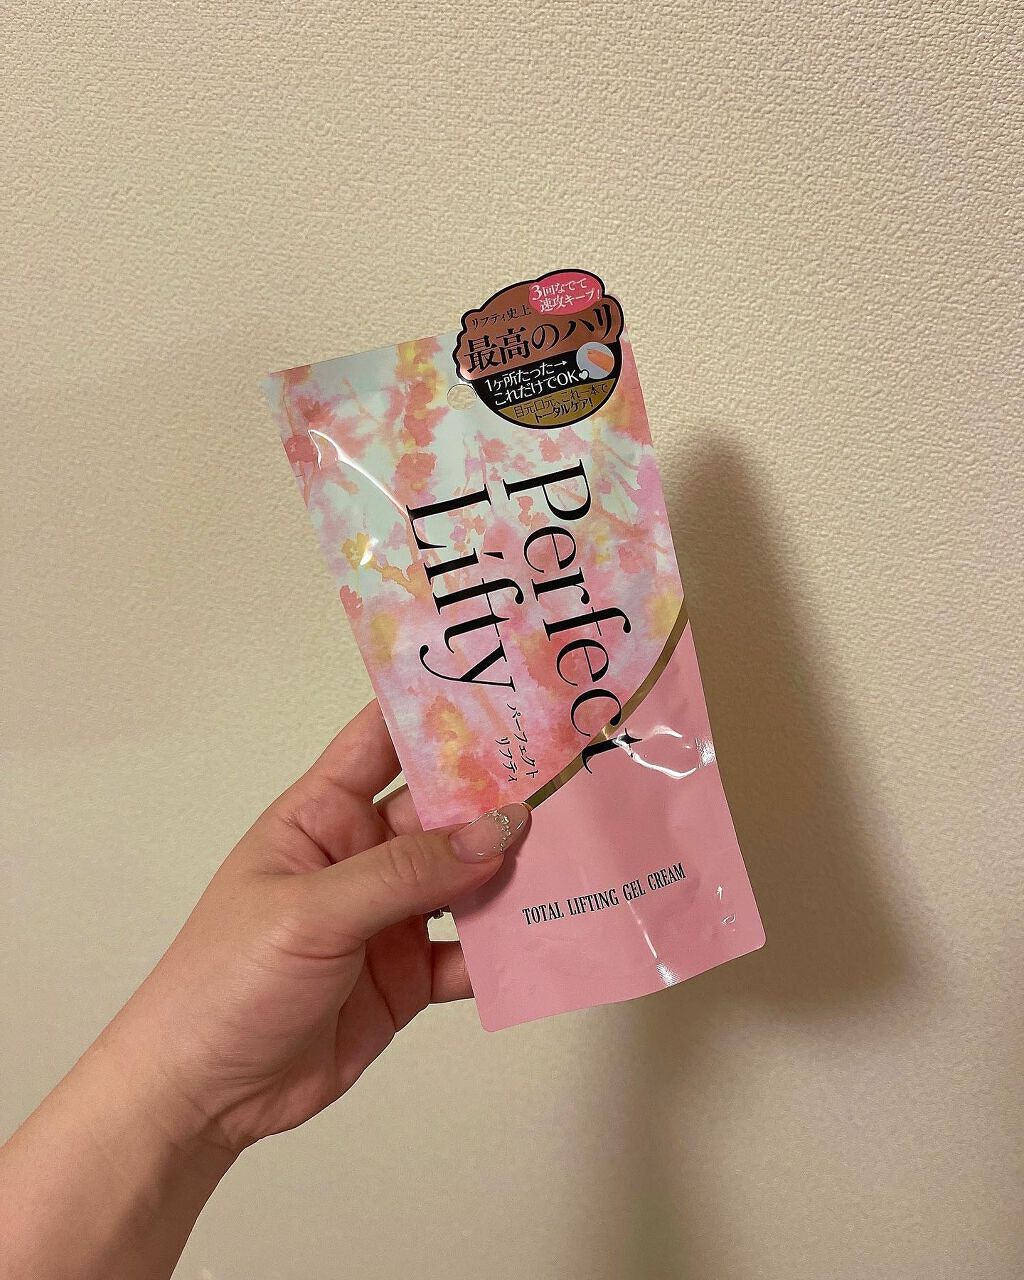 3回なでて
速攻キープ!
リフティ史上
最高のハリ
1ヶ所たった→
これだけでOK♥
目元口元、これ一本で
トータルケア!
Perfect
Lifty
パーフェクト
リフティ
TOTAL LIFTING GEL CREAM